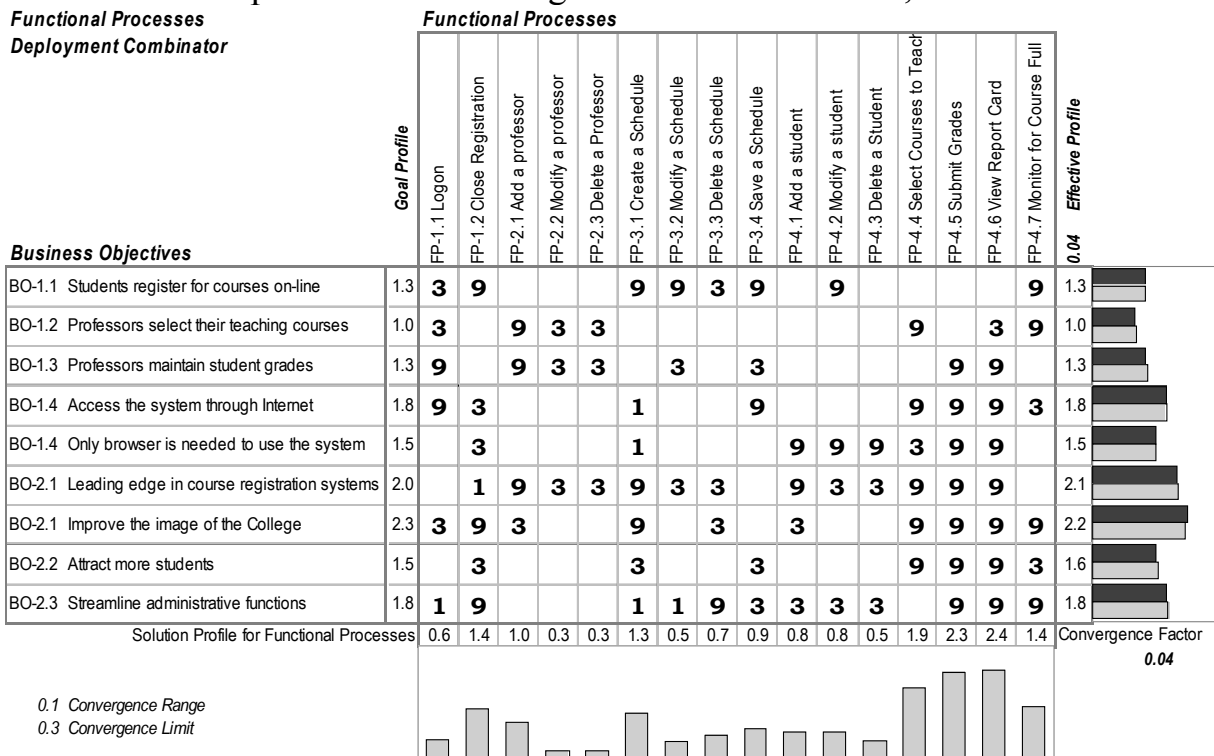 Functional Processes
Deployment Combinator
Functional Processes
Goal Profile
FP-1.1 Logon
FP-1.2 Close Registration
FP-2.1 Add a professor
FP-2.2 Modify a professor
FP-2.3 Delete a Professor
FP-3.1 Create a Schedule
FP-3.2 Modify a Schedule
FP-3.3 Delete a Schedule
FP-3.4 Save a Schedule
FP-4.1 Add a student
FP-4.2 Modify a student
FP-4.3 Delete a Student
FP-4.4 Select Courses to Teach
FP-4.5 Submit Grades
FP-4.6 View Report Card
FP-4.7 Monitor for Course Full
0.04 Effective Profile
Business Objectives
BO-1.1 Students register for courses on-line 1.3 3 9 9 9 3 9 9 9 1.3
BO-1.2 Professors select their teaching courses 1.0 3 9 3 3 9 3 9 1.0
BO-1.3 Professors maintain student grades 1.3 9 9 3 3 3 3 9 9 1.3
BO-1.4 Access the system through Internet 1.8 9 3 1 9 9 9 9 3 1.8
BO-1.4 Only browser is needed to use the system 1.5 3 1 9 9 9 3 9 9 1.5
BO-2.1 Leading edge in course registration systems 2.0 1 9 3 3 9 3 3 9 3 3 9 9 9 2.1
BO-2.1 Improve the image of the College 2.3 3 9 3 9 3 3 9 9 9 9 2.2
BO-2.2 Attract more students 1.5 3 3 3 9 9 9 3 1.6
BO-2.3 Streamline administrative functions 1.8 1 9 1 1 9 3 3 3 3 9 9 9 1.8
Solution Profile for Functional Processes 0.6 1.4 1.0 0.3 0.3 1.3 0.5 0.7 0.9 0.8 0.8 0.5 1.9 2.3 2.4 1.4 Convergence Factor
0.04
0.1 Convergence Range
0.3 Convergence Limit